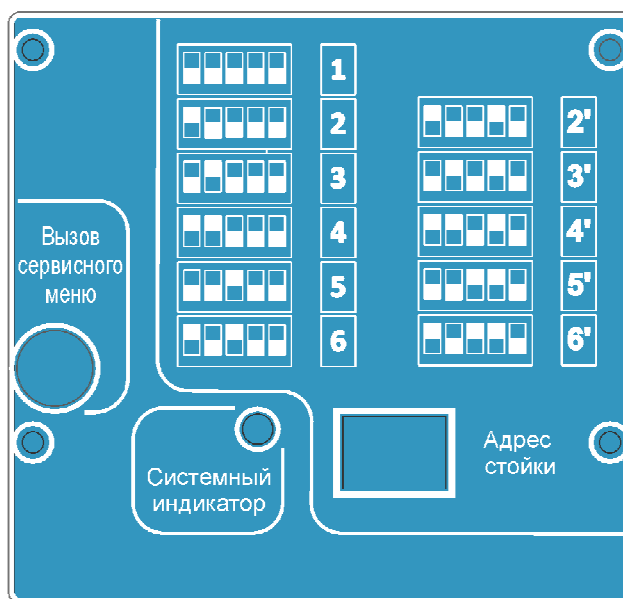 1
2 2'
3 3'
4 4'
5 5'
6 6'
Вызов
сервисного
меню
Системный
индикатор
Адрес
стойки